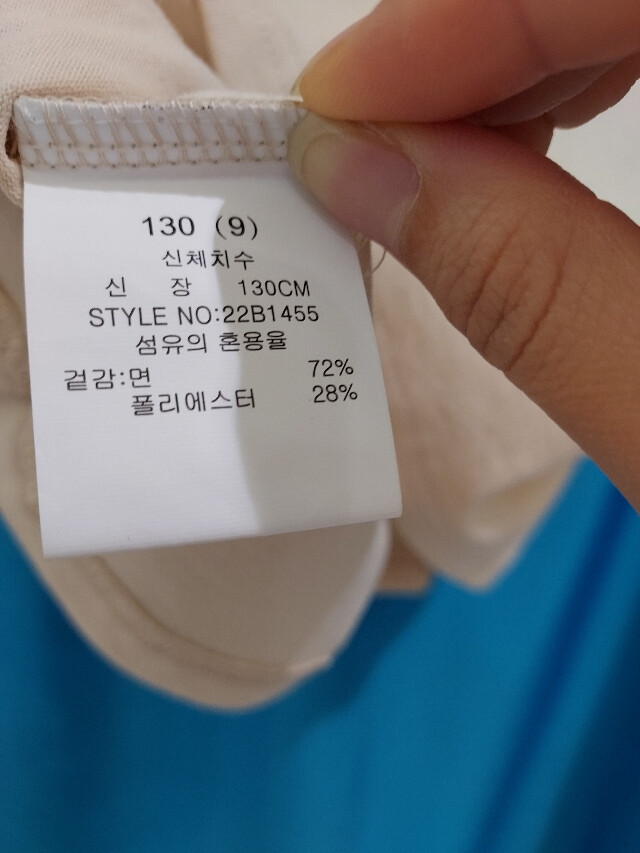 130 (9)
신체치수
신 장 130CM
STYLE NO:22B1455
섬유의 혼용율
겉감:면 72%
폴리에스터 28%